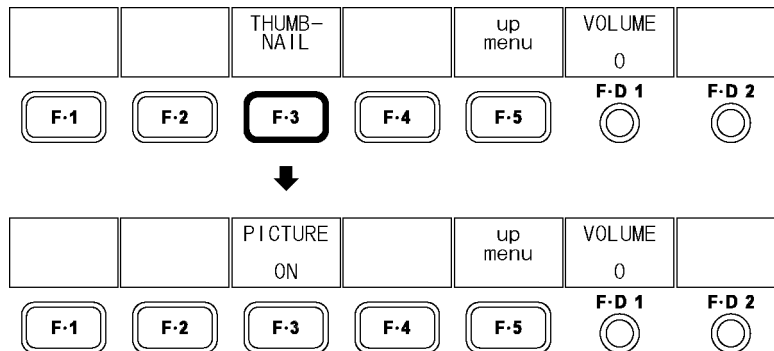 THUMB-
NAIL
up
menu
VOLUME
0
F·1
F·2
F·3
F·4
F·5
F·D 1
F·D 2
PICTURE
ON
up
menu
VOLUME
0
F·1
F·2
F·3
F·4
F·5
F·D 1
F·D 2